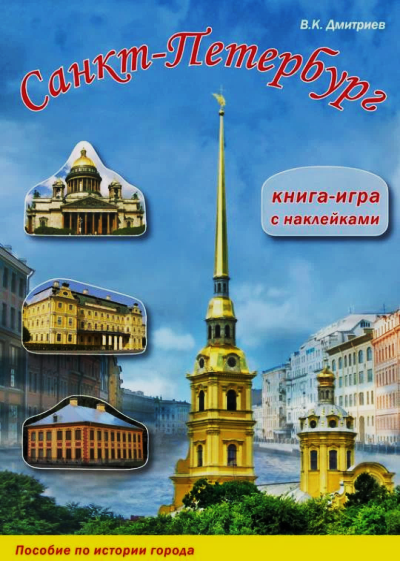 В.К. Дмитриев
Санкт-Петербург
книга-игра
с наклейками
Пособие по истории города